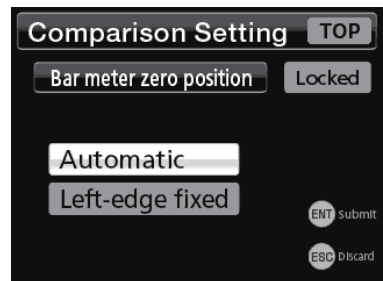 Comparison Setting TOP
Bar meter zero position Locked
Automatic
Left-edge fixed
ENT Submit
ESC Discard